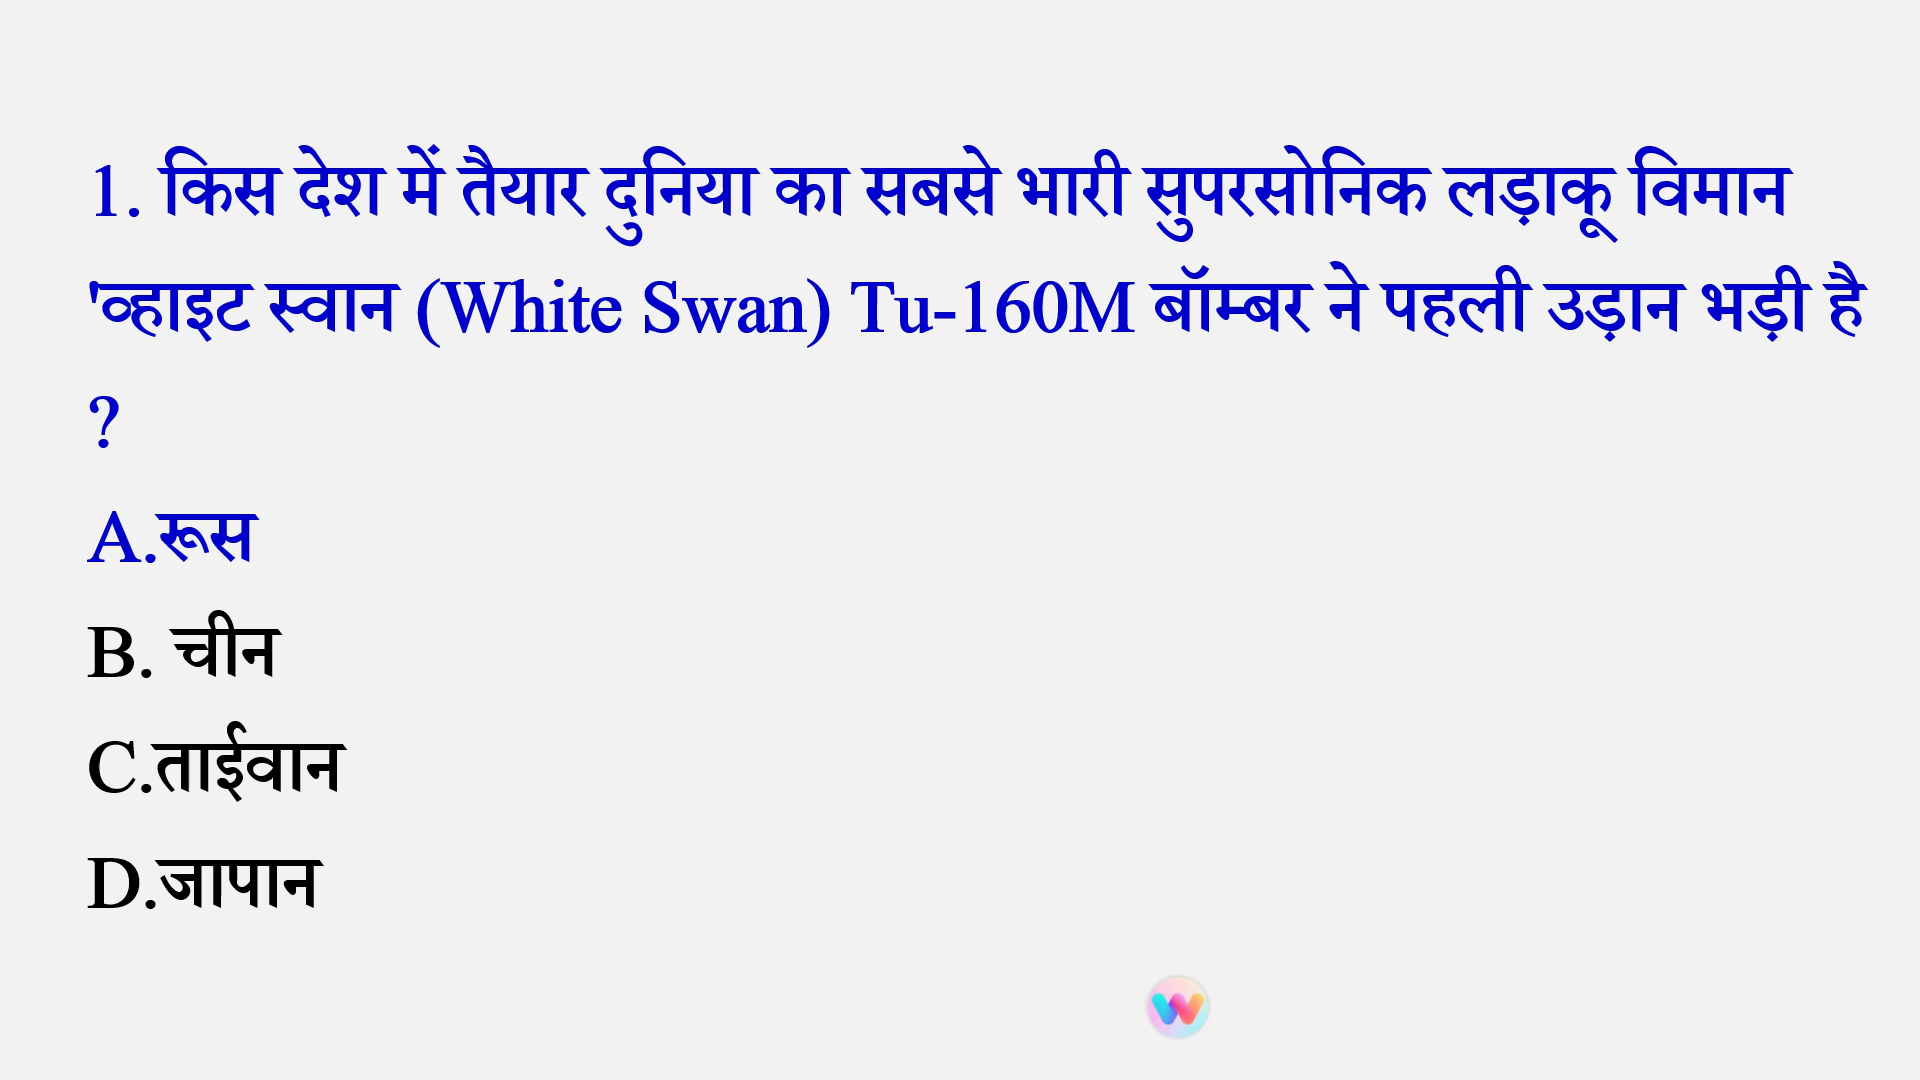 1. किस देश में तैयार दुनिया का सबसे भारी सुपरसोनिक लड़ाकू विमान
'व्हाइट स्वान (White Swan) Tu-160M बॉम्बर ने पहली उड़ान भड़ी है
?
A.रूस
B. चीन
C.ताईवान
D.जापान